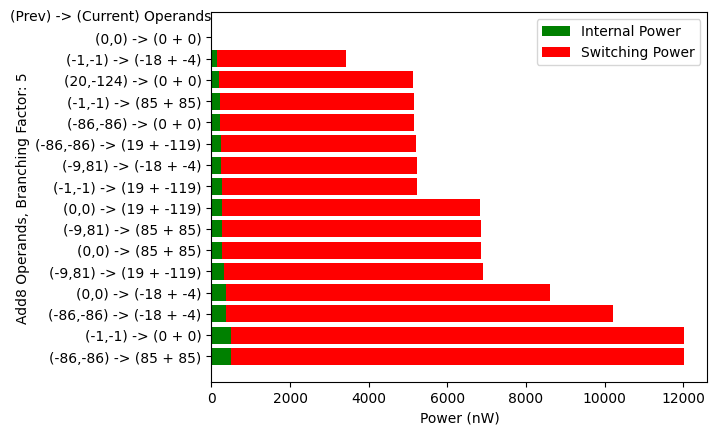 (Prev) -> (Current) Operands
(0,0) -> (0 + 0)
(-1,-1) -> (-18 + -4)
(20,-124) -> (0 + 0)
(-1,-1) -> (85 + 85)
(-86,-86) -> (0 + 0)
(-86,-86) -> (19 + -119)
(-9,81) -> (-18 + -4)
(-1,-1) -> (19 + -119)
(0,0) -> (19 + -119)
(-9,81) -> (85 + 85)
(0,0) -> (85 + 85)
(-9,81) -> (19 + -119)
(0,0) -> (-18 + -4)
(-86,-86) -> (-18 + -4)
(-1,-1) -> (0 + 0)
(-86,-86) -> (85 + 85)
Add8 Operands, Branching Factor: 5
Internal Power
Switching Power
0 2000 4000 6000 8000 10000 12000
Power (nW)